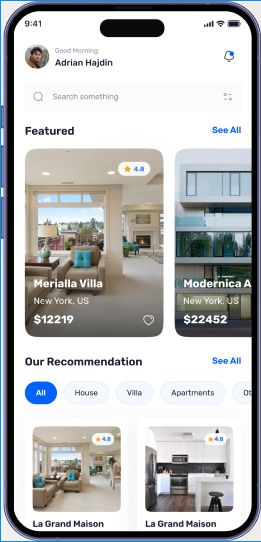 9:41
Good Morning
Adrian Hajdin
Search something
Featured
See All
4.8
Merialla Villa
New York, US
$12219
Modernica A
New York, US
$22452
Our Recommendation
See All
All
House
Villa
Apartments
Ot
4.8
La Grand Maison
4.8
La Grand Maison